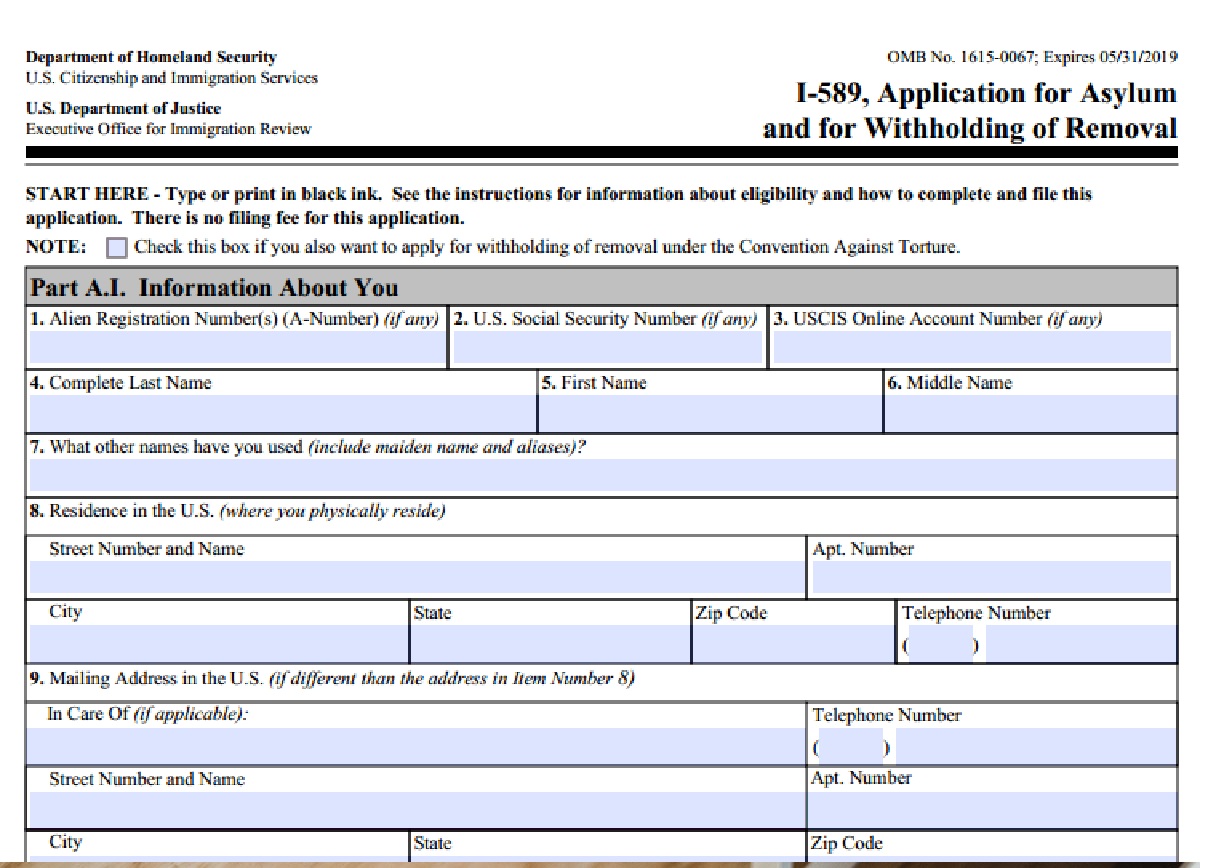 Department of Homeland Security
U.S. Citizenship and Immigration Services
U.S. Department of Justice
Executive Office for Immigration Review
OMB No. 1615-0067; Expires 05/31/2019
I-589, Application for Asylum
and for Withholding of Removal
START HERE - Type or print in black ink. See the instructions for information about eligibility and how to complete and file this
application. There is no filing fee for this application.
NOTE: Check this box if you also want to apply for withholding of removal under the Convention Against Torture.
Part A.I. Information About You
1. Alien Registration Number(s) (A-Number) (if any) 2. U.S. Social Security Number (if any) 3. USCIS Online Account Number (if any)
4. Complete Last Name 5. First Name 6. Middle Name
7. What other names have you used (include maiden name and aliases)?
8. Residence in the U.S. (where you physically reside)
Street Number and Name Apt. Number
City State Zip Code Telephone Number
( )
9. Mailing Address in the U.S. (if different than the address in Item Number 8)
In Care Of (if applicable): Telephone Number
( )
Street Number and Name Apt. Number
City State Zip Code